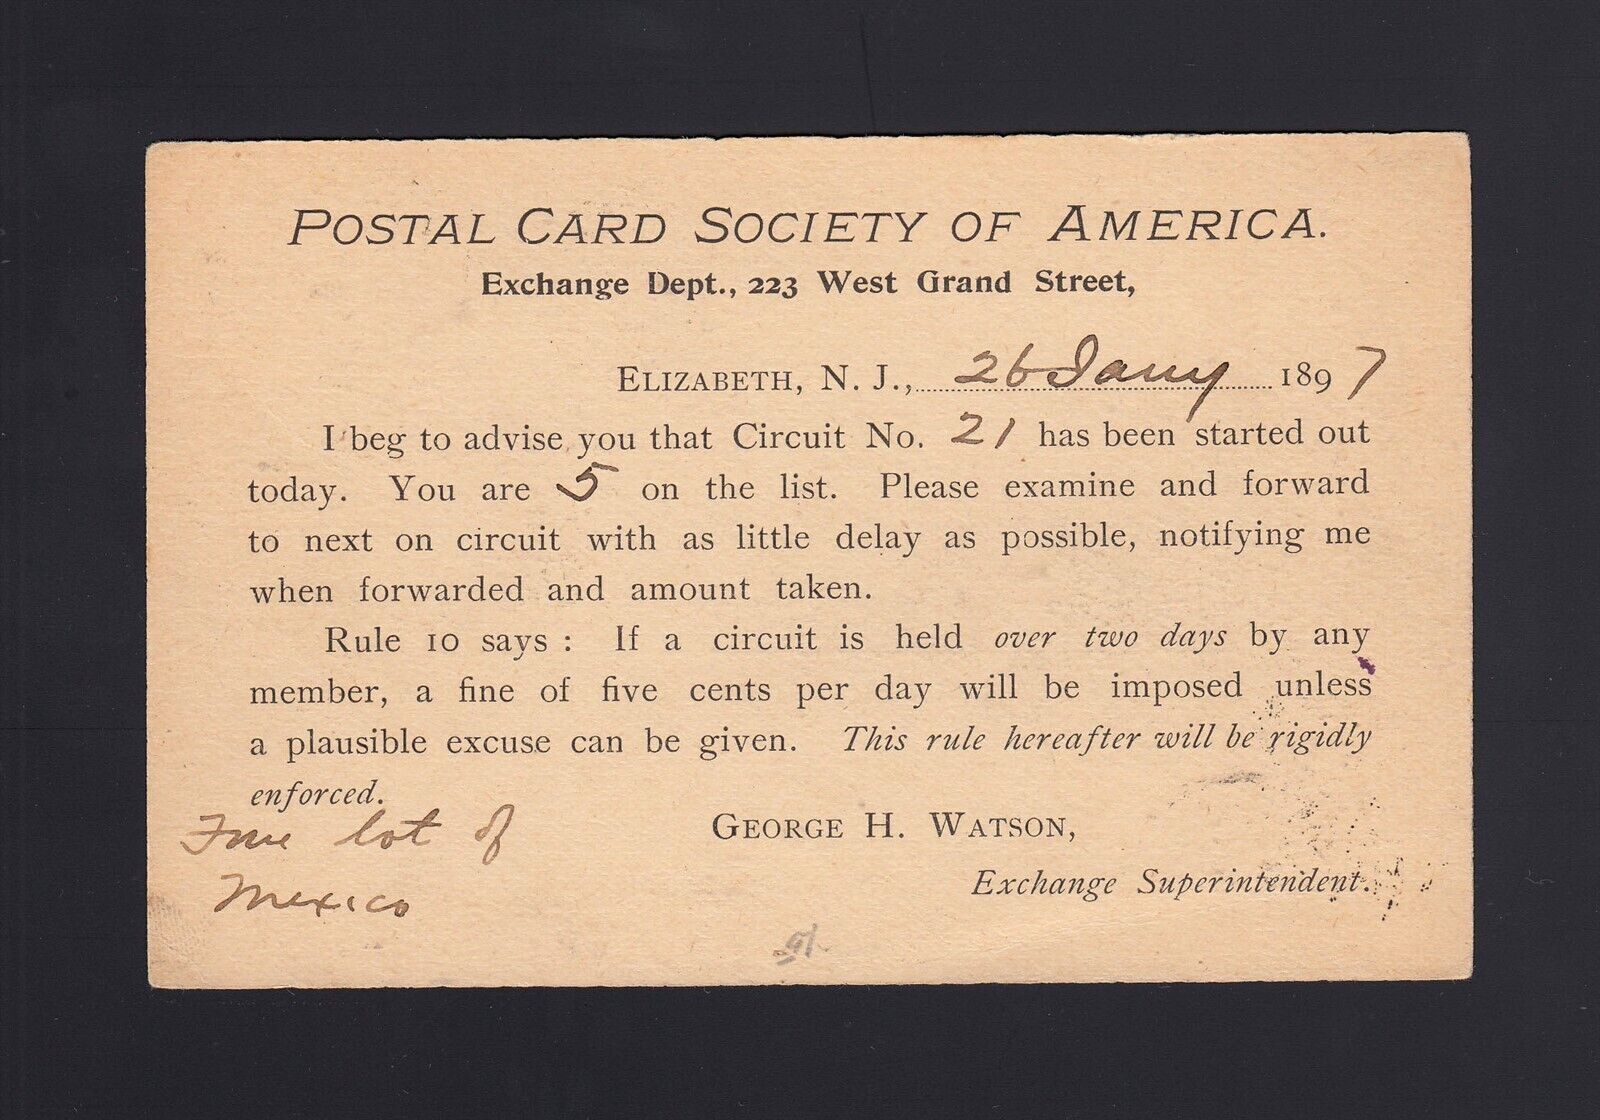 POSTAL CARD SOCIETY OF AMERICA.
Exchange Dept., 223 West Grand Street,
ELIZABETH, N. J., 26 Jany 1897
I beg to advise you that Circuit No. 21 has been started out
today. You are 5 on the list. Please examine and forward
to next on circuit with as little delay as possible, notifying me
when forwarded and amount taken.
Rule 10 says : If a circuit is held over two days by any
member, a fine of five cents per day will be imposed unless
a plausible excuse can be given. This rule hereafter will be rigidly
enforced.
GEORGE H. WATSON,
Exchange Superintendent.
Fine lot of
Mexico